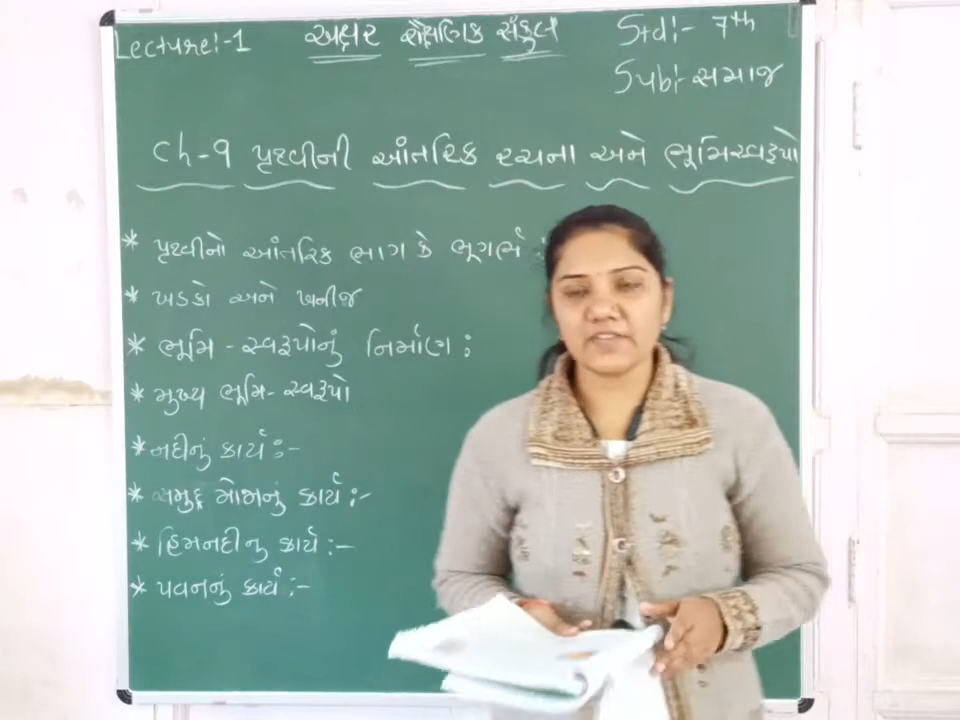 Lecture:-1 અક્ષર શૈક્ષણિક સંકુલ Std:- 7th
Sub:- સમાજ
Ch-9 પૃથ્વીની આંતરિક રચના અને ભૂમિસ્વરૂપો
* પૃથ્વીનો આંતરિક ભાગ કે ભૂગર્ભ :
* ખડકો અને ખનીજ
* ભૂમિ - સ્વરૂપોનું નિર્માણ :
* મુખ્ય ભૂમિ - સ્વરૂપો
* નદીનું કાર્ય :-
* સમુદ્ર મોજાનું કાર્ય :-
* હિમનદીનુ કાર્ય :-
* પવનનું કાર્ય :-